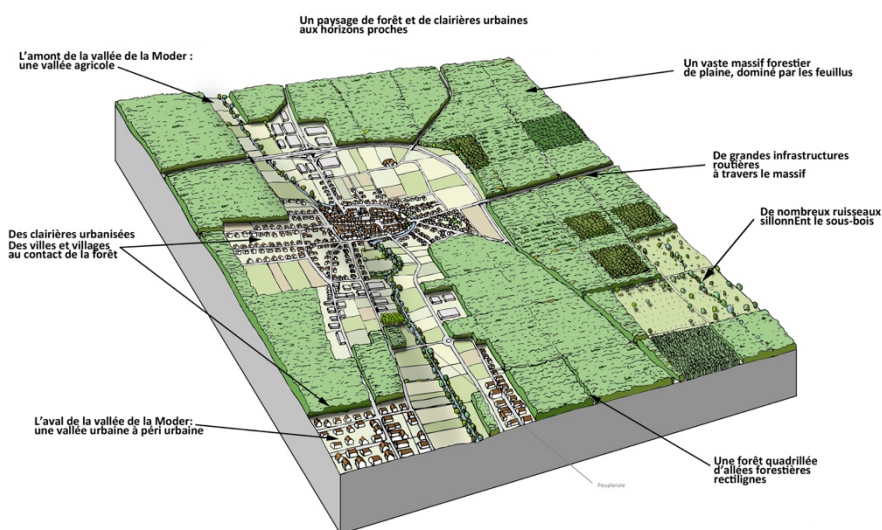 Un paysage de forêt et de clairières urbaines
aux horizons proches
L'amont de la vallée de la Moder :
une vallée agricole
Un vaste massif forestier
de plaine, dominé par les feuillus
De grandes infrastructures
routières
à travers le massif
De nombreux ruisseaux
sillonnEnt le sous-bois
Des clairières urbanisées
Des villes et villages
au contact de la forêt
L'aval de la vallée de la Moder:
une vallée urbaine à péri urbaine
Une forêt quadrillée
d'allées forestières
rectilignes
Peupleraie